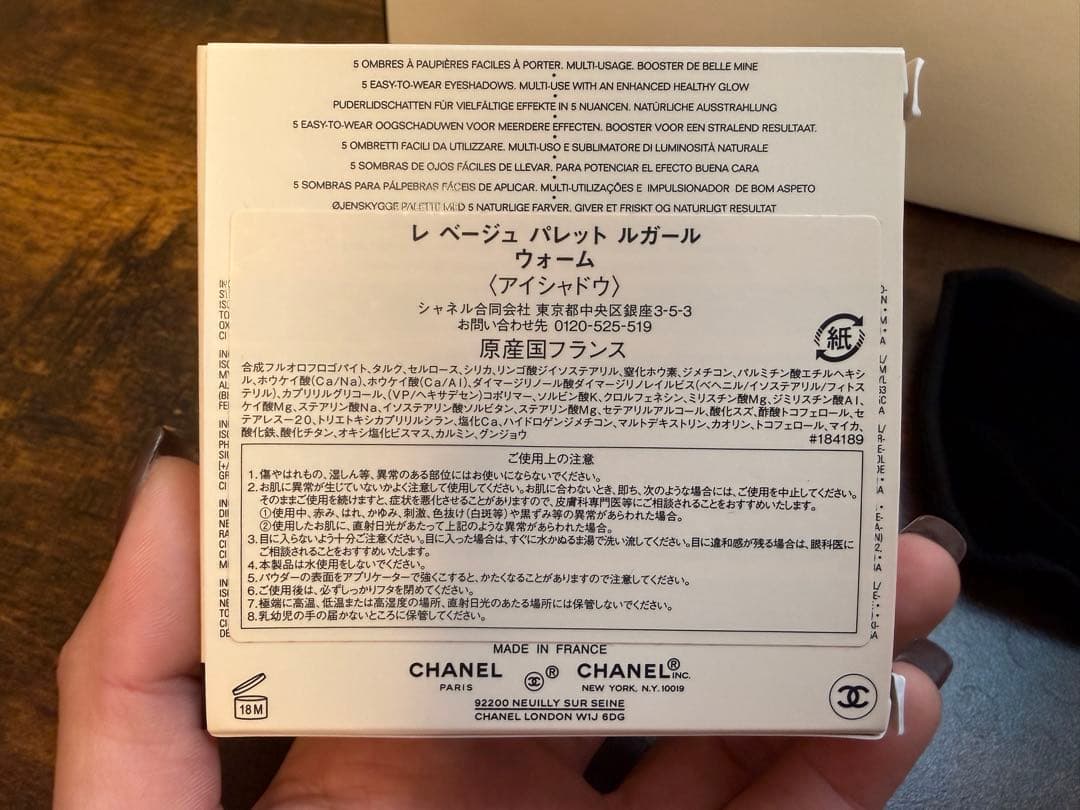 5 OMBRES À PAUPIÈRES FACILES À PORTER. MULTI-USAGE. BOOSTER DE BELLE MINE
5 EASY-TO-WEAR EYESHADOWS. MULTI-USE WITH AN ENHANCED HEALTHY GLOW
PUDERLIDSCHATTEN FÜR VIELFÄLTIGE EFFEKTE IN 5 NUANCEN. NATÜRLICHE AUSSTRAHLUNG
5 EASY-TO-WEAR OOGSCHADUWEN VOOR MEERDERE EFFECTEN. BOOSTER VOOR EEN STRALEND RESULTAAT.
5 OMBRETTI FACILI DA UTILIZZARE. MULTI-USO E SUBLIMATORE DI LUMINOSITÀ NATURALE
5 SOMBRAS DE OJOS FÁCILES DE LLEVAR. PARA POTENCIAR EL EFECTO BUENA CARA
5 SOMBRAS PARA PÁLPEBRAS FÁCEIS DE APLICAR. MULTI-UTILIZAÇÕES E IMPULSIONADOR DE BOM ASPETO
ØJENSKYGGE PALETTE MED 5 NATURLIGE FARVER. GIVER ET FRISKT OG NATURLIGT RESULTAT
レ ベージュ パレット ルガール
ウォーム
〈アイシャドウ〉
シャネル合同会社 東京都中央区銀座3-5-3
お問い合わせ先 0120-525-519
原産国フランス
紙
合成フルオロフロゴパイト、タルク、セルロース、シリカ、リンゴ酸ジイソステアリル、窒化ホウ素、ジメチコン、パルミチン酸エチルヘキシ
ル、ホウケイ酸(Ca/Na)、ホウケイ酸(Ca/Al)、ダイマージリノール酸ダイマージリノレイルビス(ベヘニル/イソステアリル/フィトス
テリル)、カプリリルグリコール、(VP/ヘキサデセン)コポリマー、ソルビン酸K、クロルフェネシン、ミリスチン酸Mg、ジミリスチン酸Al、
ケイ酸Mg、ステアリン酸Na、イソステアリン酸ソルビタン、ステアリン酸Mg、セテアリルアルコール、酸化スズ、酢酸トコフェロール、セ
テアレスー20、トリエトキシカプリリルシラン、塩化Ca、ハイドロゲンジメチコン、マルトデキストリン、カオリン、トコフェロール、マイカ、
酸化鉄、酸化チタン、オキシ塩化ビスマス、カルミン、グンジョウ
#184189
ご使用上の注意
1.傷やはれもの、湿しん等、異常のある部位にはお使いにならないでください。
2.お肌に異常が生じていないかよく注意して使用してください。お肌に合わないとき、即ち、次のような場合には、ご使用を中止してください。
そのままご使用を続けますと、症状を悪化させることがありますので、皮膚科専門医等にご相談されることをおすすめいたします。
①使用中、赤み、はれ、かゆみ、刺激、色抜け(白斑等)や黒ずみ等の異常があらわれた場合。
②使用したお肌に、直射日光があたって上記のような異常があらわれた場合。
3.目に入らないよう十分ご注意ください。目に入った場合は、すぐに水かぬるま湯で洗い流してください。目に違和感が残る場合は、眼科医に
ご相談されることをおすすめいたします。
4.本製品は水使用をしないでください。
5.パウダーの表面をアプリケーターで強くこすると、かたくなることがありますので注意してください。
6.ご使用後は、必ずしっかりフタを閉めてください。
7.極端に高温、低温または高湿度の場所、直射日光のあたる場所には保管しないでください。
8.乳幼児の手の届かないところに保管してください。
MADE IN FRANCE
CHANEL ® CHANEL® INC.
PARIS NEW YORK, N.Y. 10019
92200 NEUILLY SUR SEINE
CHANEL LONDON W1J 6DG
18M